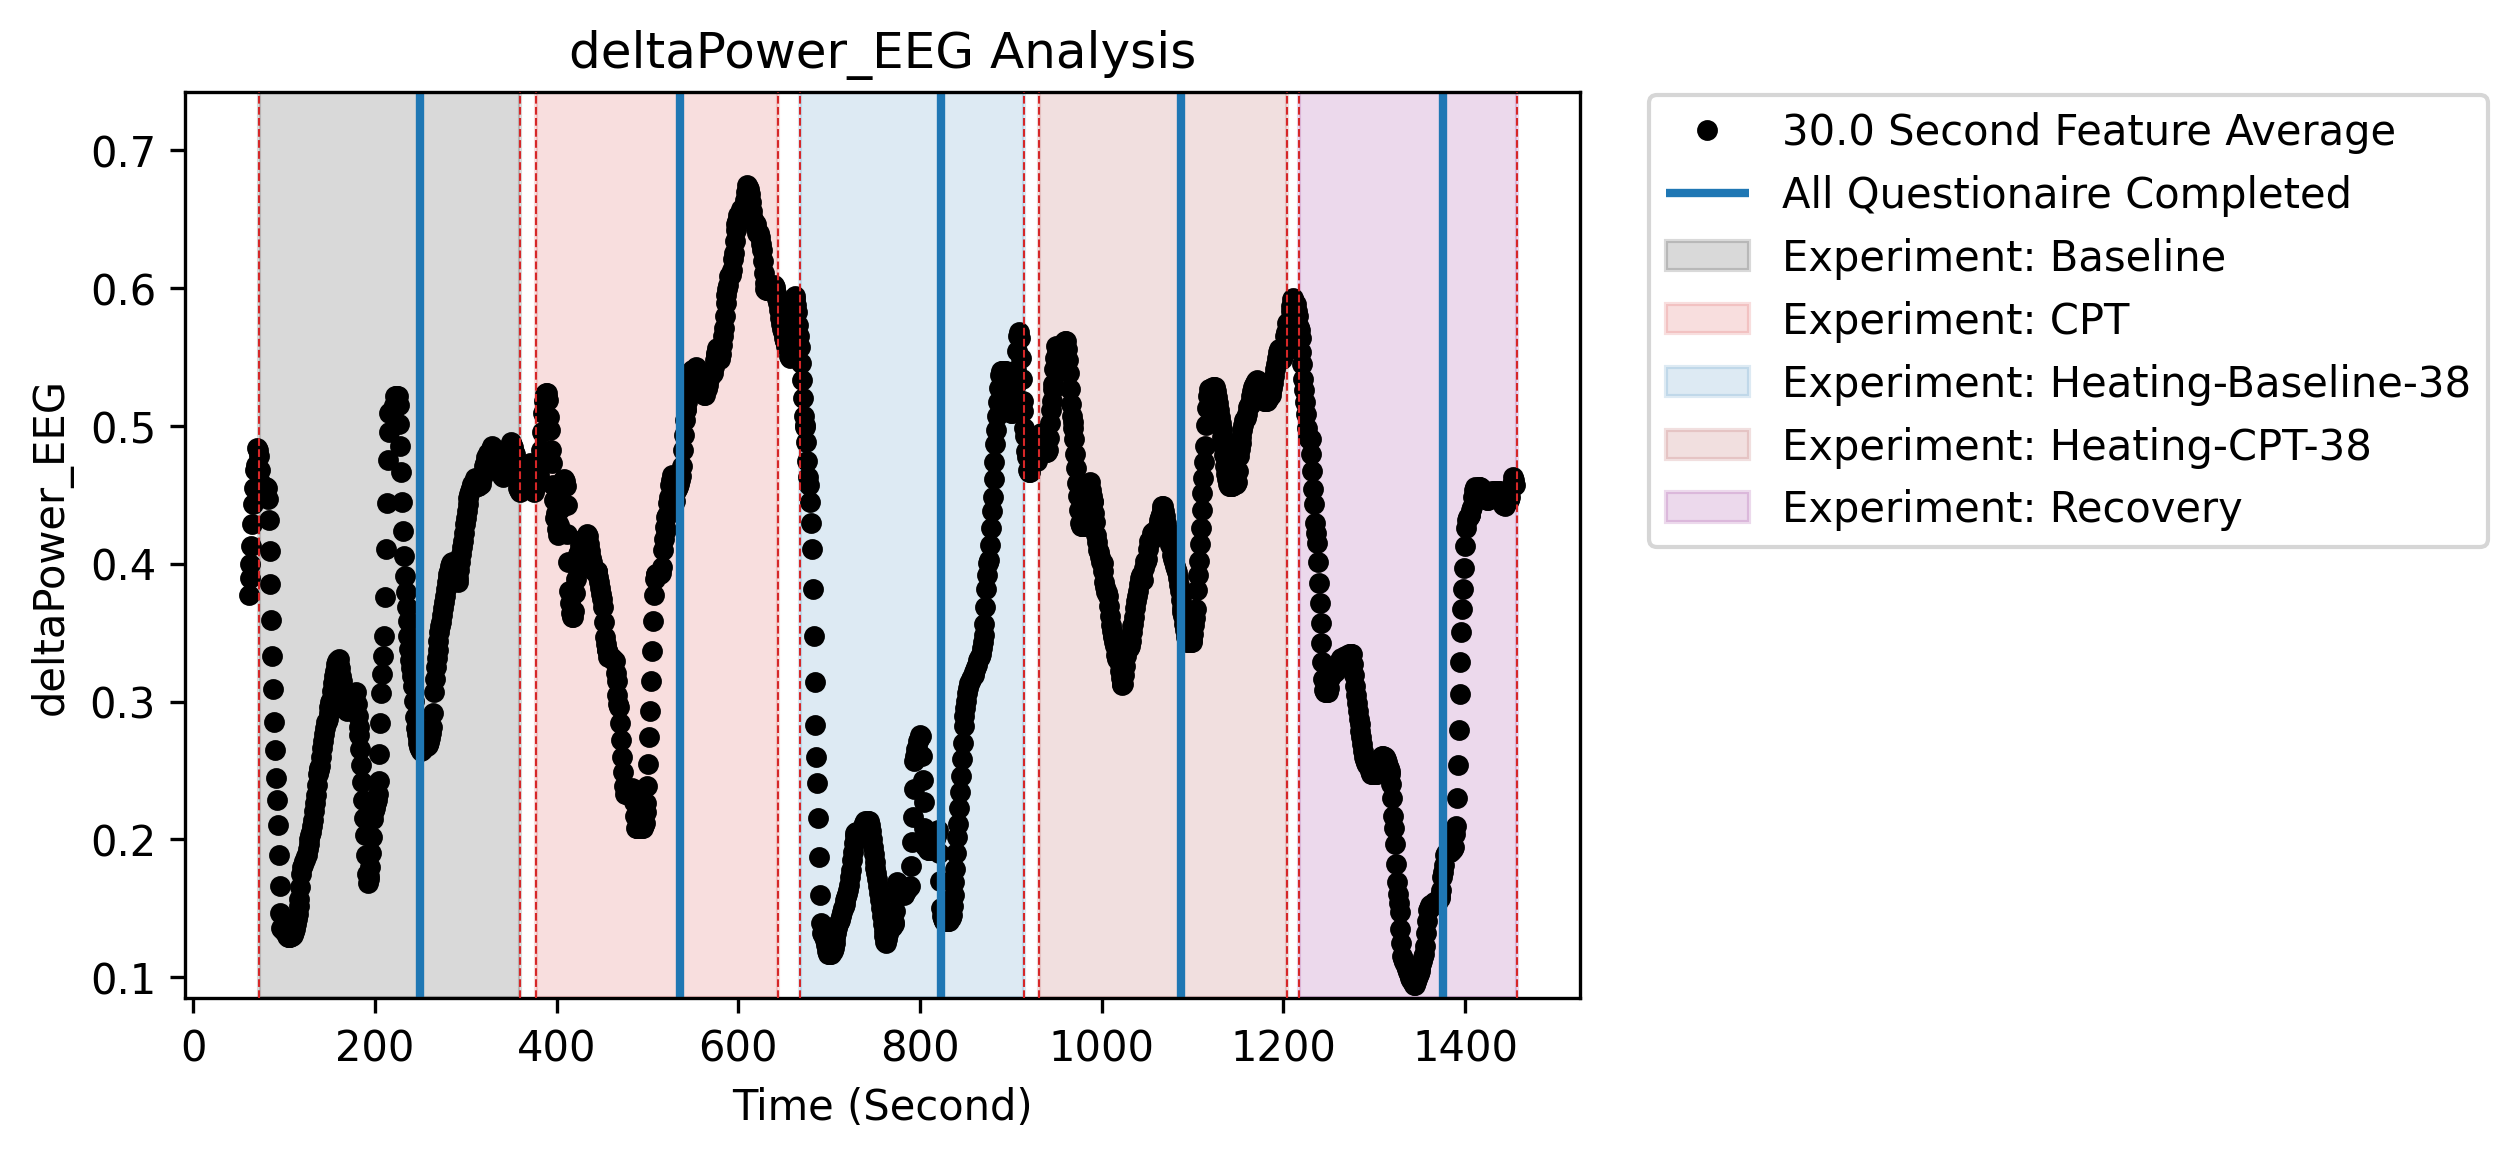 deltaPower_EEG Analysis
deltaPower_EEG
0.7
0.6
0.5
0.4
0.3
0.2
0.1
0 200 400 600 800 1000 1200 1400
Time (Second)
30.0 Second Feature Average
All Questionaire Completed
Experiment: Baseline
Experiment: CPT
Experiment: Heating-Baseline-38
Experiment: Heating-CPT-38
Experiment: Recovery